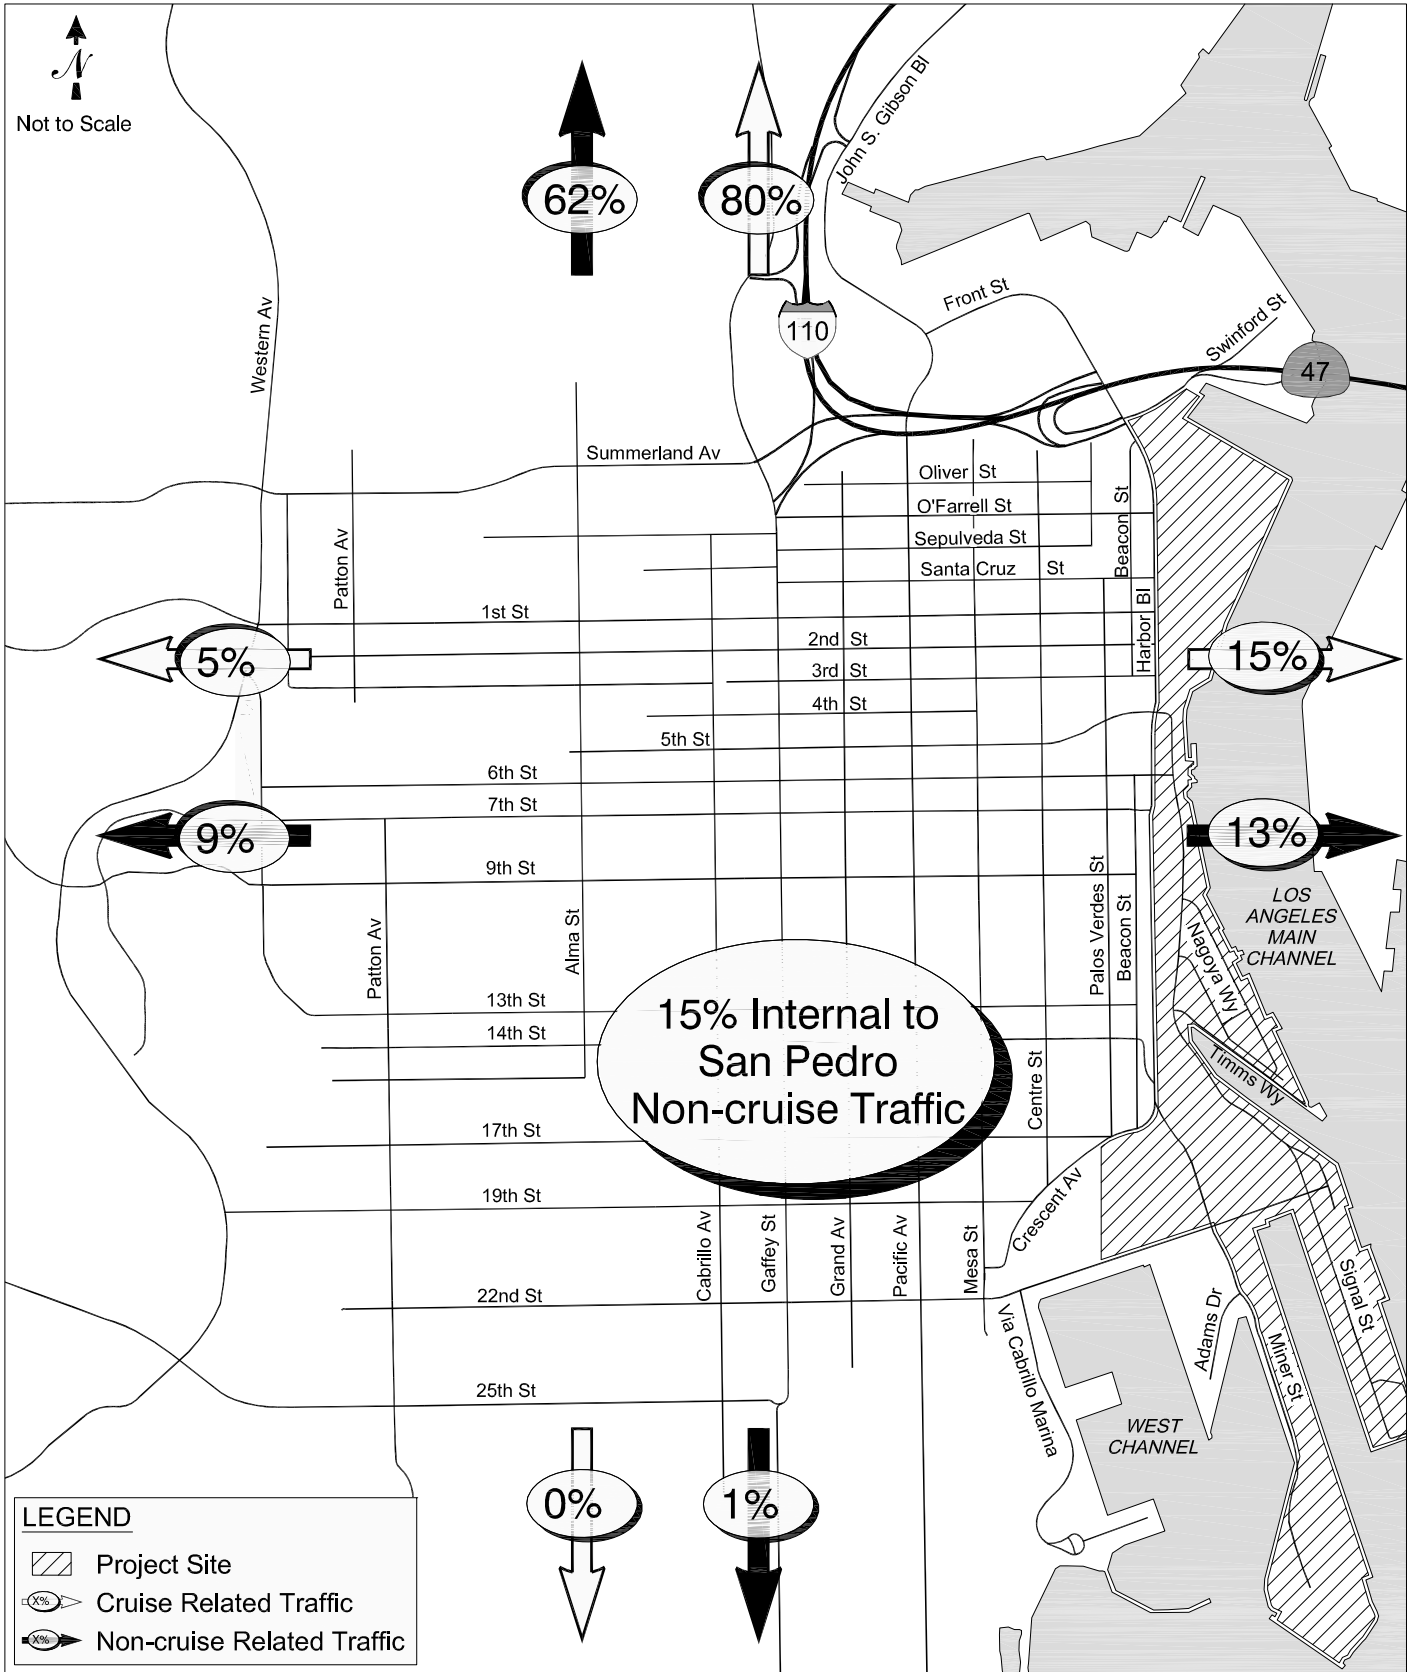 N
Not to Scale
62%
80%
John S. Gibson Bl
110
Front St
Swinford St
47
Western Av
Summerland Av
Oliver St
O'Farrell St
Sepulveda St
Santa Cruz St
Beacon St
Patton Av
1st St
2nd St
3rd St
4th St
5th St
Harbor Bl
5%
15%
6th St
7th St
9%
13%
9th St
LOS
ANGELES
MAIN
CHANNEL
Patton Av
Alma St
Palos Verdes St
Beacon St
Nagoya Wy
13th St
14th St
15% Internal to
San Pedro
Non-cruise Traffic
Centre St
Timms Wy
17th St
19th St
Crescent Av
Cabrillo Av
Gaffey St
Grand Av
Pacific Av
Mesa St
22nd St
Via Cabrillo Marina
Adams Dr
Miner St
Signal St
25th St
WEST
CHANNEL
0%
1%
LEGEND
Project Site
X% Cruise Related Traffic
X% Non-cruise Related Traffic